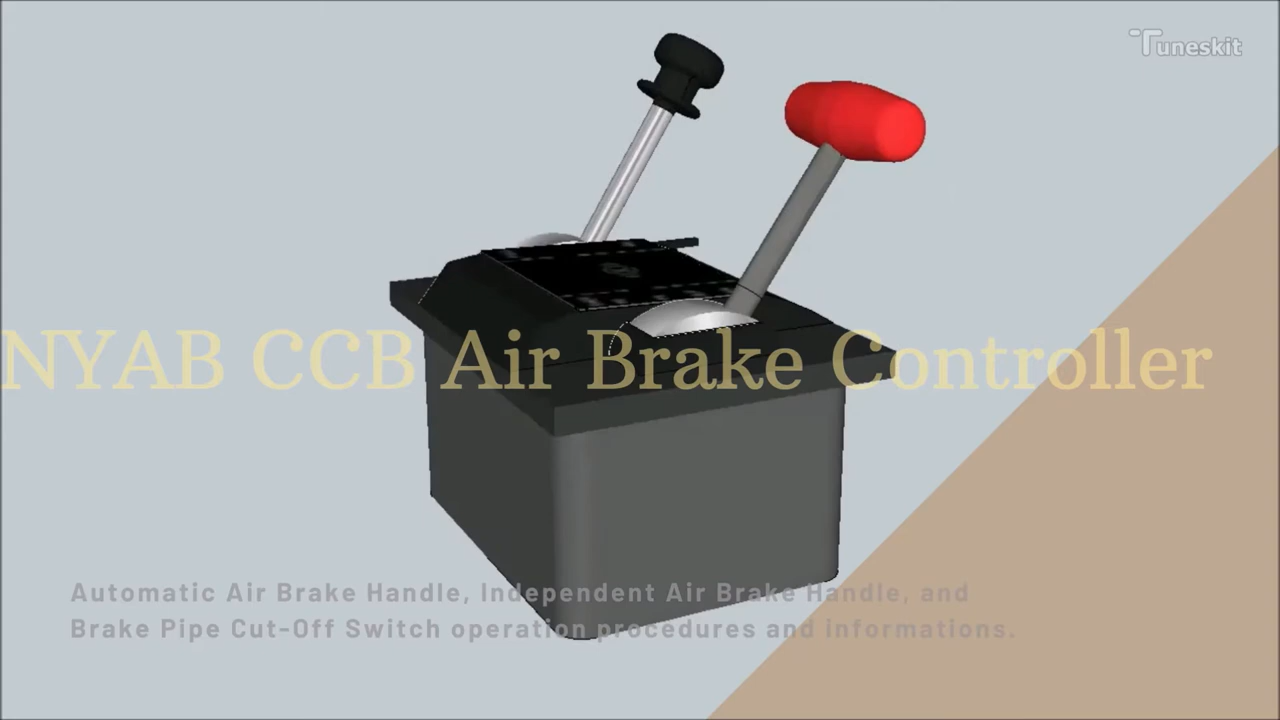 Tuneskit
NYAB CCB Air Brake Controller
Automatic Air Brake Handle, Independent Air Brake Handle, and
Brake Pipe Cut-Off Switch operation procedures and informations.